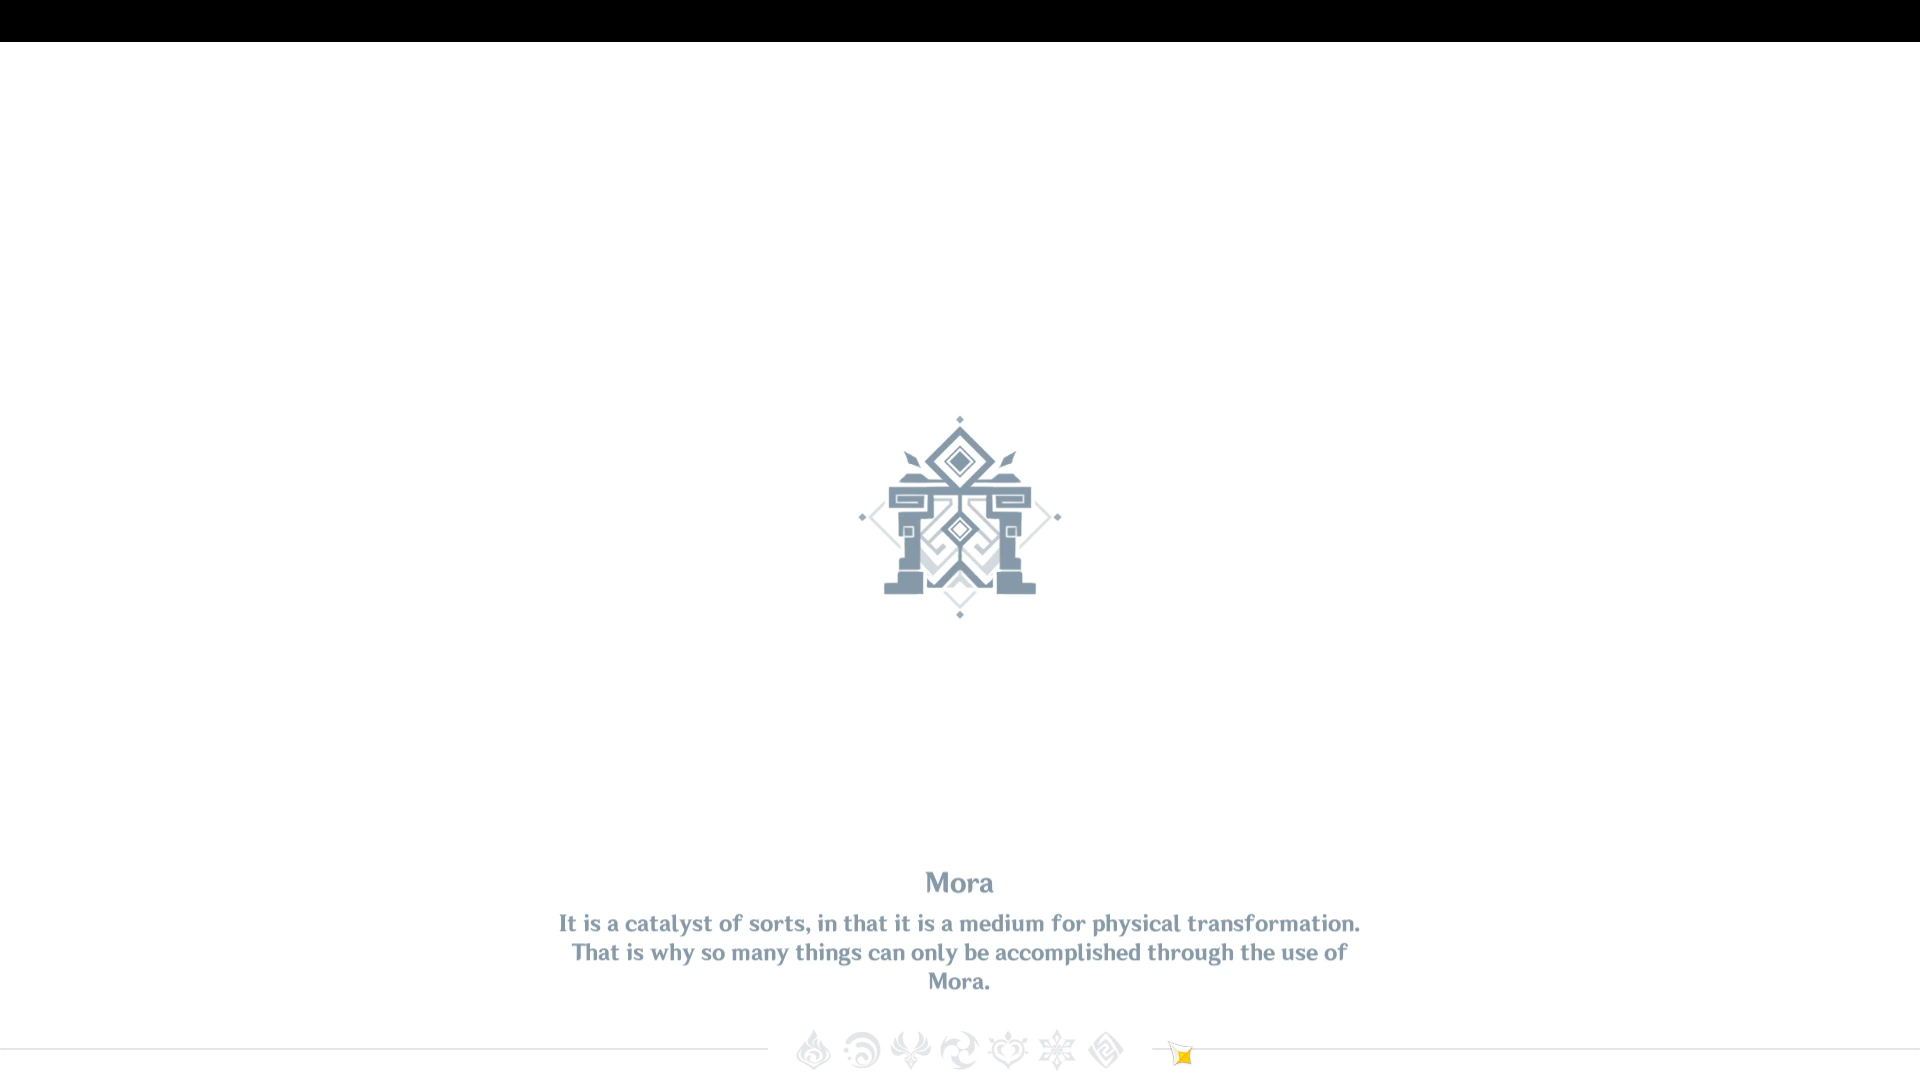 Mora
It is a catalyst of sorts, in that it is a medium for physical transformation.
That is why so many things can only be accomplished through the use of
Mora.